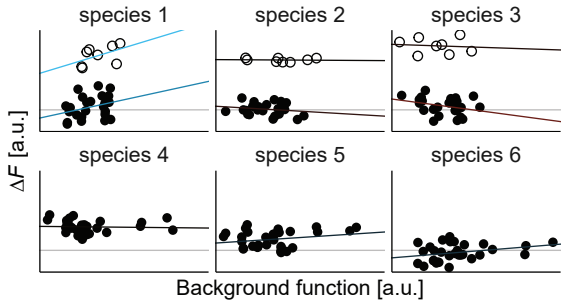 species 1
species 2
species 3
species 4
species 5
species 6
ΔF [a.u.]
Background function [a.u.]